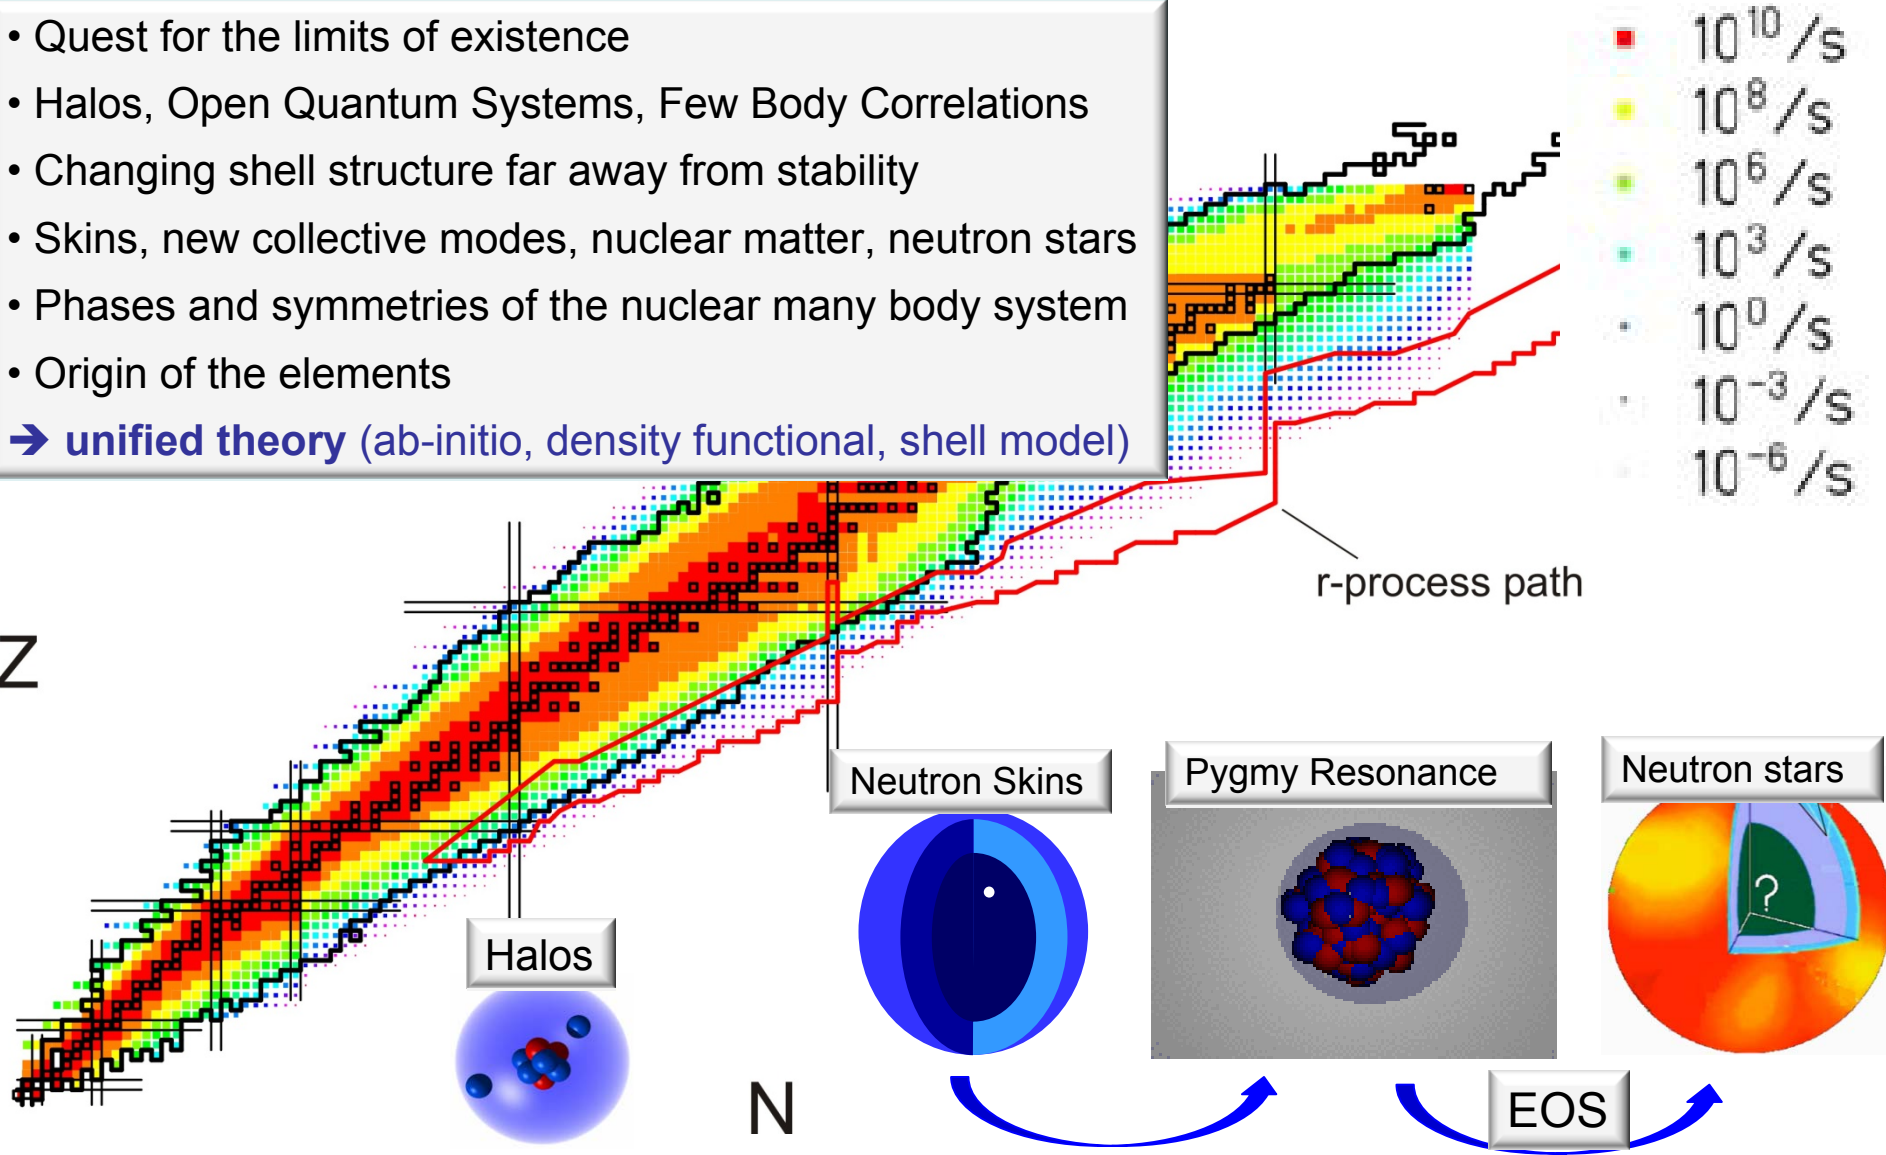 • Quest for the limits of existence
• Halos, Open Quantum Systems, Few Body Correlations
• Changing shell structure far away from stability
• Skins, new collective modes, nuclear matter, neutron stars
• Phases and symmetries of the nuclear many body system
• Origin of the elements
➔ unified theory (ab-initio, density functional, shell model)
10¹⁰ /s
10⁸ /s
10⁶ /s
10³ /s
10⁰ /s
10⁻³ /s
10⁻⁶ /s
r-process path
Z
Neutron Skins
Pygmy Resonance
Neutron stars
?
Halos
N
EOS